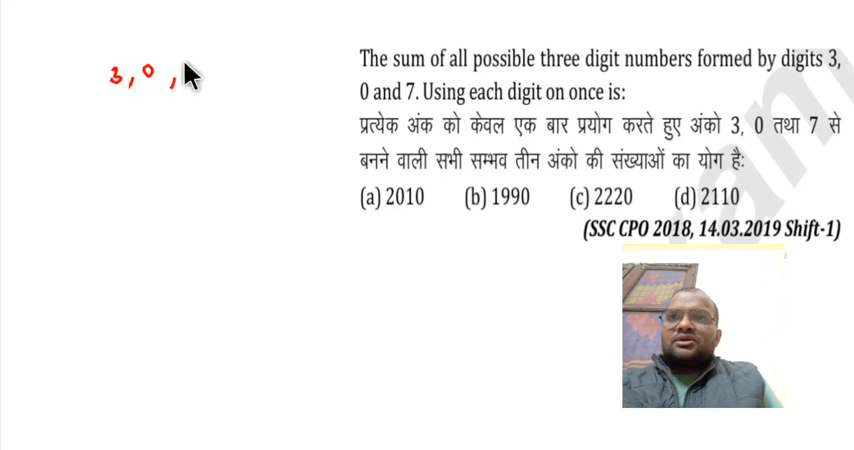 3, 0,
The sum of all possible three digit numbers formed by digits 3,
0 and 7. Using each digit on once is:
प्रत्येक अंक को केवल एक बार प्रयोग करते हुए अंको 3, 0 तथा 7 से
बनने वाली सभी सम्भव तीन अंको की संख्याओं का योग है:
(a) 2010 (b) 1990 (c) 2220 (d) 2110
(SSC CPO 2018, 14.03.2019 Shift-1)